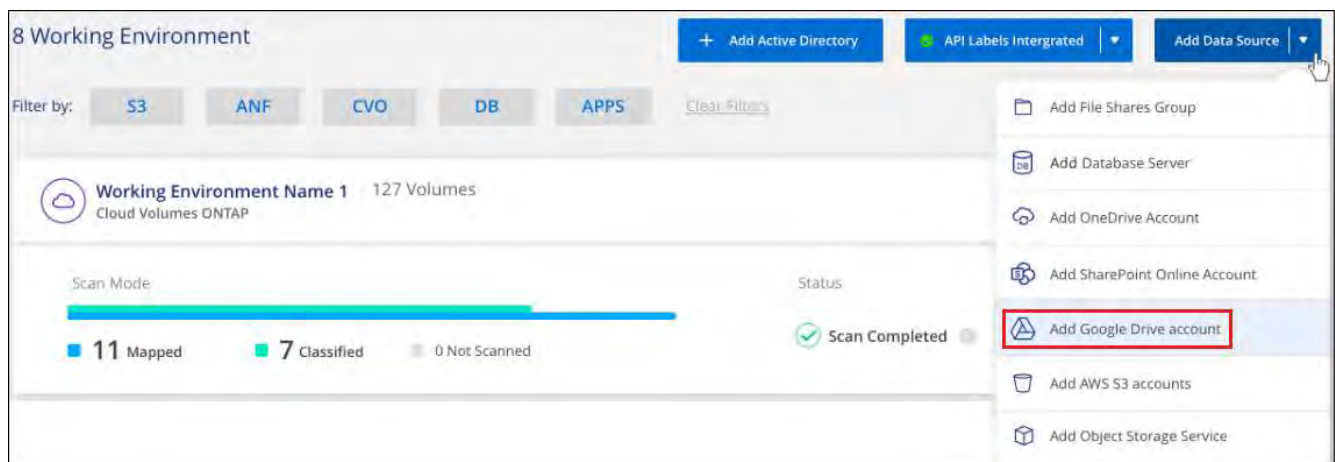 8 Working Environment
+ Add Active Directory
API Labels Intergrated
Add Data Source
Filter by:
S3
ANF
CVO
DB
APPS
Clear Filters
Add File Shares Group
DB
Add Database Server
Working Environment Name 1
127 Volumes
Cloud Volumes ONTAP
Add OneDrive Account
Scan Mode
Status
S
Add SharePoint Online Account
11 Mapped
7 Classified
0 Not Scanned
Scan Completed
Add Google Drive account
Add AWS S3 accounts
Add Object Storage Service